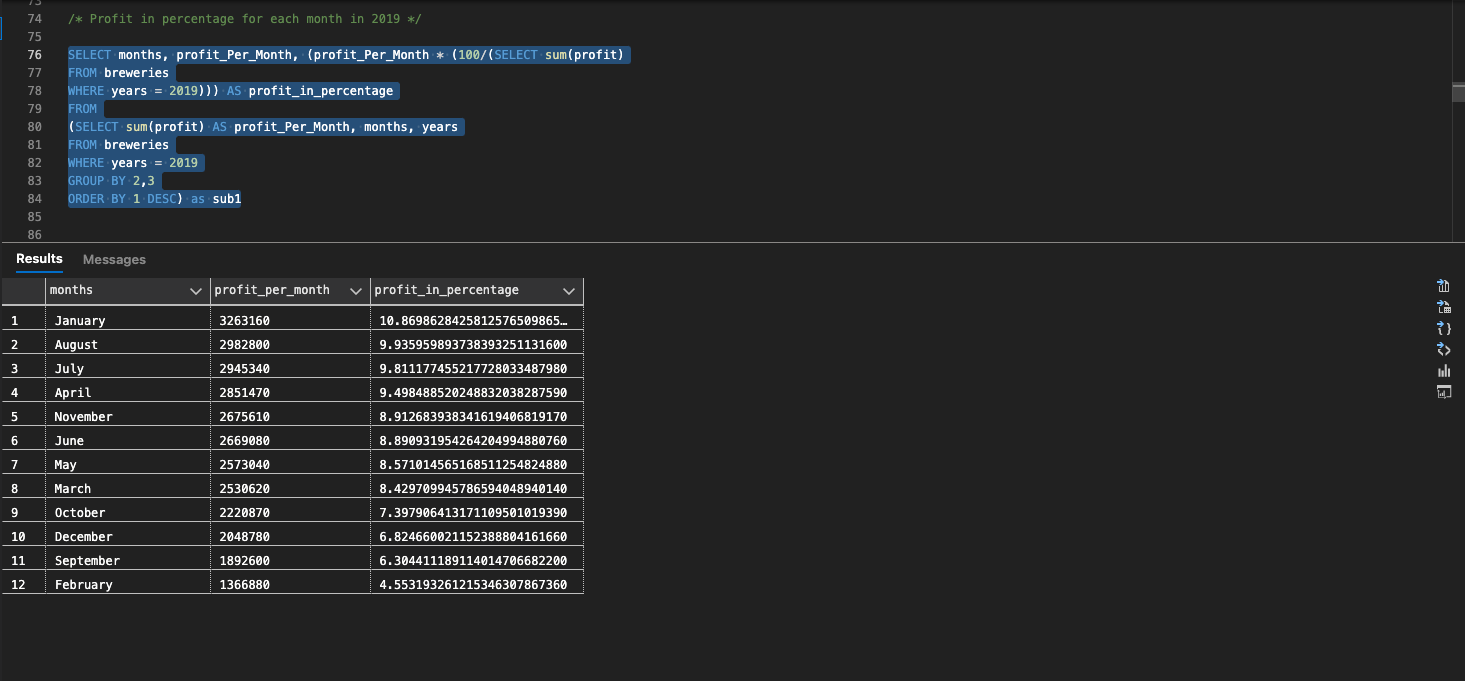 73
74 /* Profit in percentage for each month in 2019 */
75
76 SELECT months, profit_Per_Month, (profit_Per_Month * (100/(SELECT sum(profit)
77 FROM breweries
78 WHERE years = 2019))) AS profit_in_percentage
79 FROM
80 (SELECT sum(profit) AS profit_Per_Month, months, years
81 FROM breweries
82 WHERE years = 2019
83 GROUP BY 2,3
84 ORDER BY 1 DESC) as sub1
85
86
Results Messages
months profit_per_month profit_in_percentage
1 January 3263160 10.8698628425812576509865…
2 August 2982800 9.935959893738393251131600
3 July 2945340 9.811177455217728033487980
4 April 2851470 9.498488520248832038287590
5 November 2675610 8.912683938341619406819170
6 June 2669080 8.890931954264204994880760
7 May 2573040 8.571014565168511254824880
8 March 2530620 8.429709945786594048940140
9 October 2220870 7.397906413171109501019390
10 December 2048780 6.824660021152388804161660
11 September 1892600 6.304411189114014706682200
12 February 1366880 4.553193261215346307867360